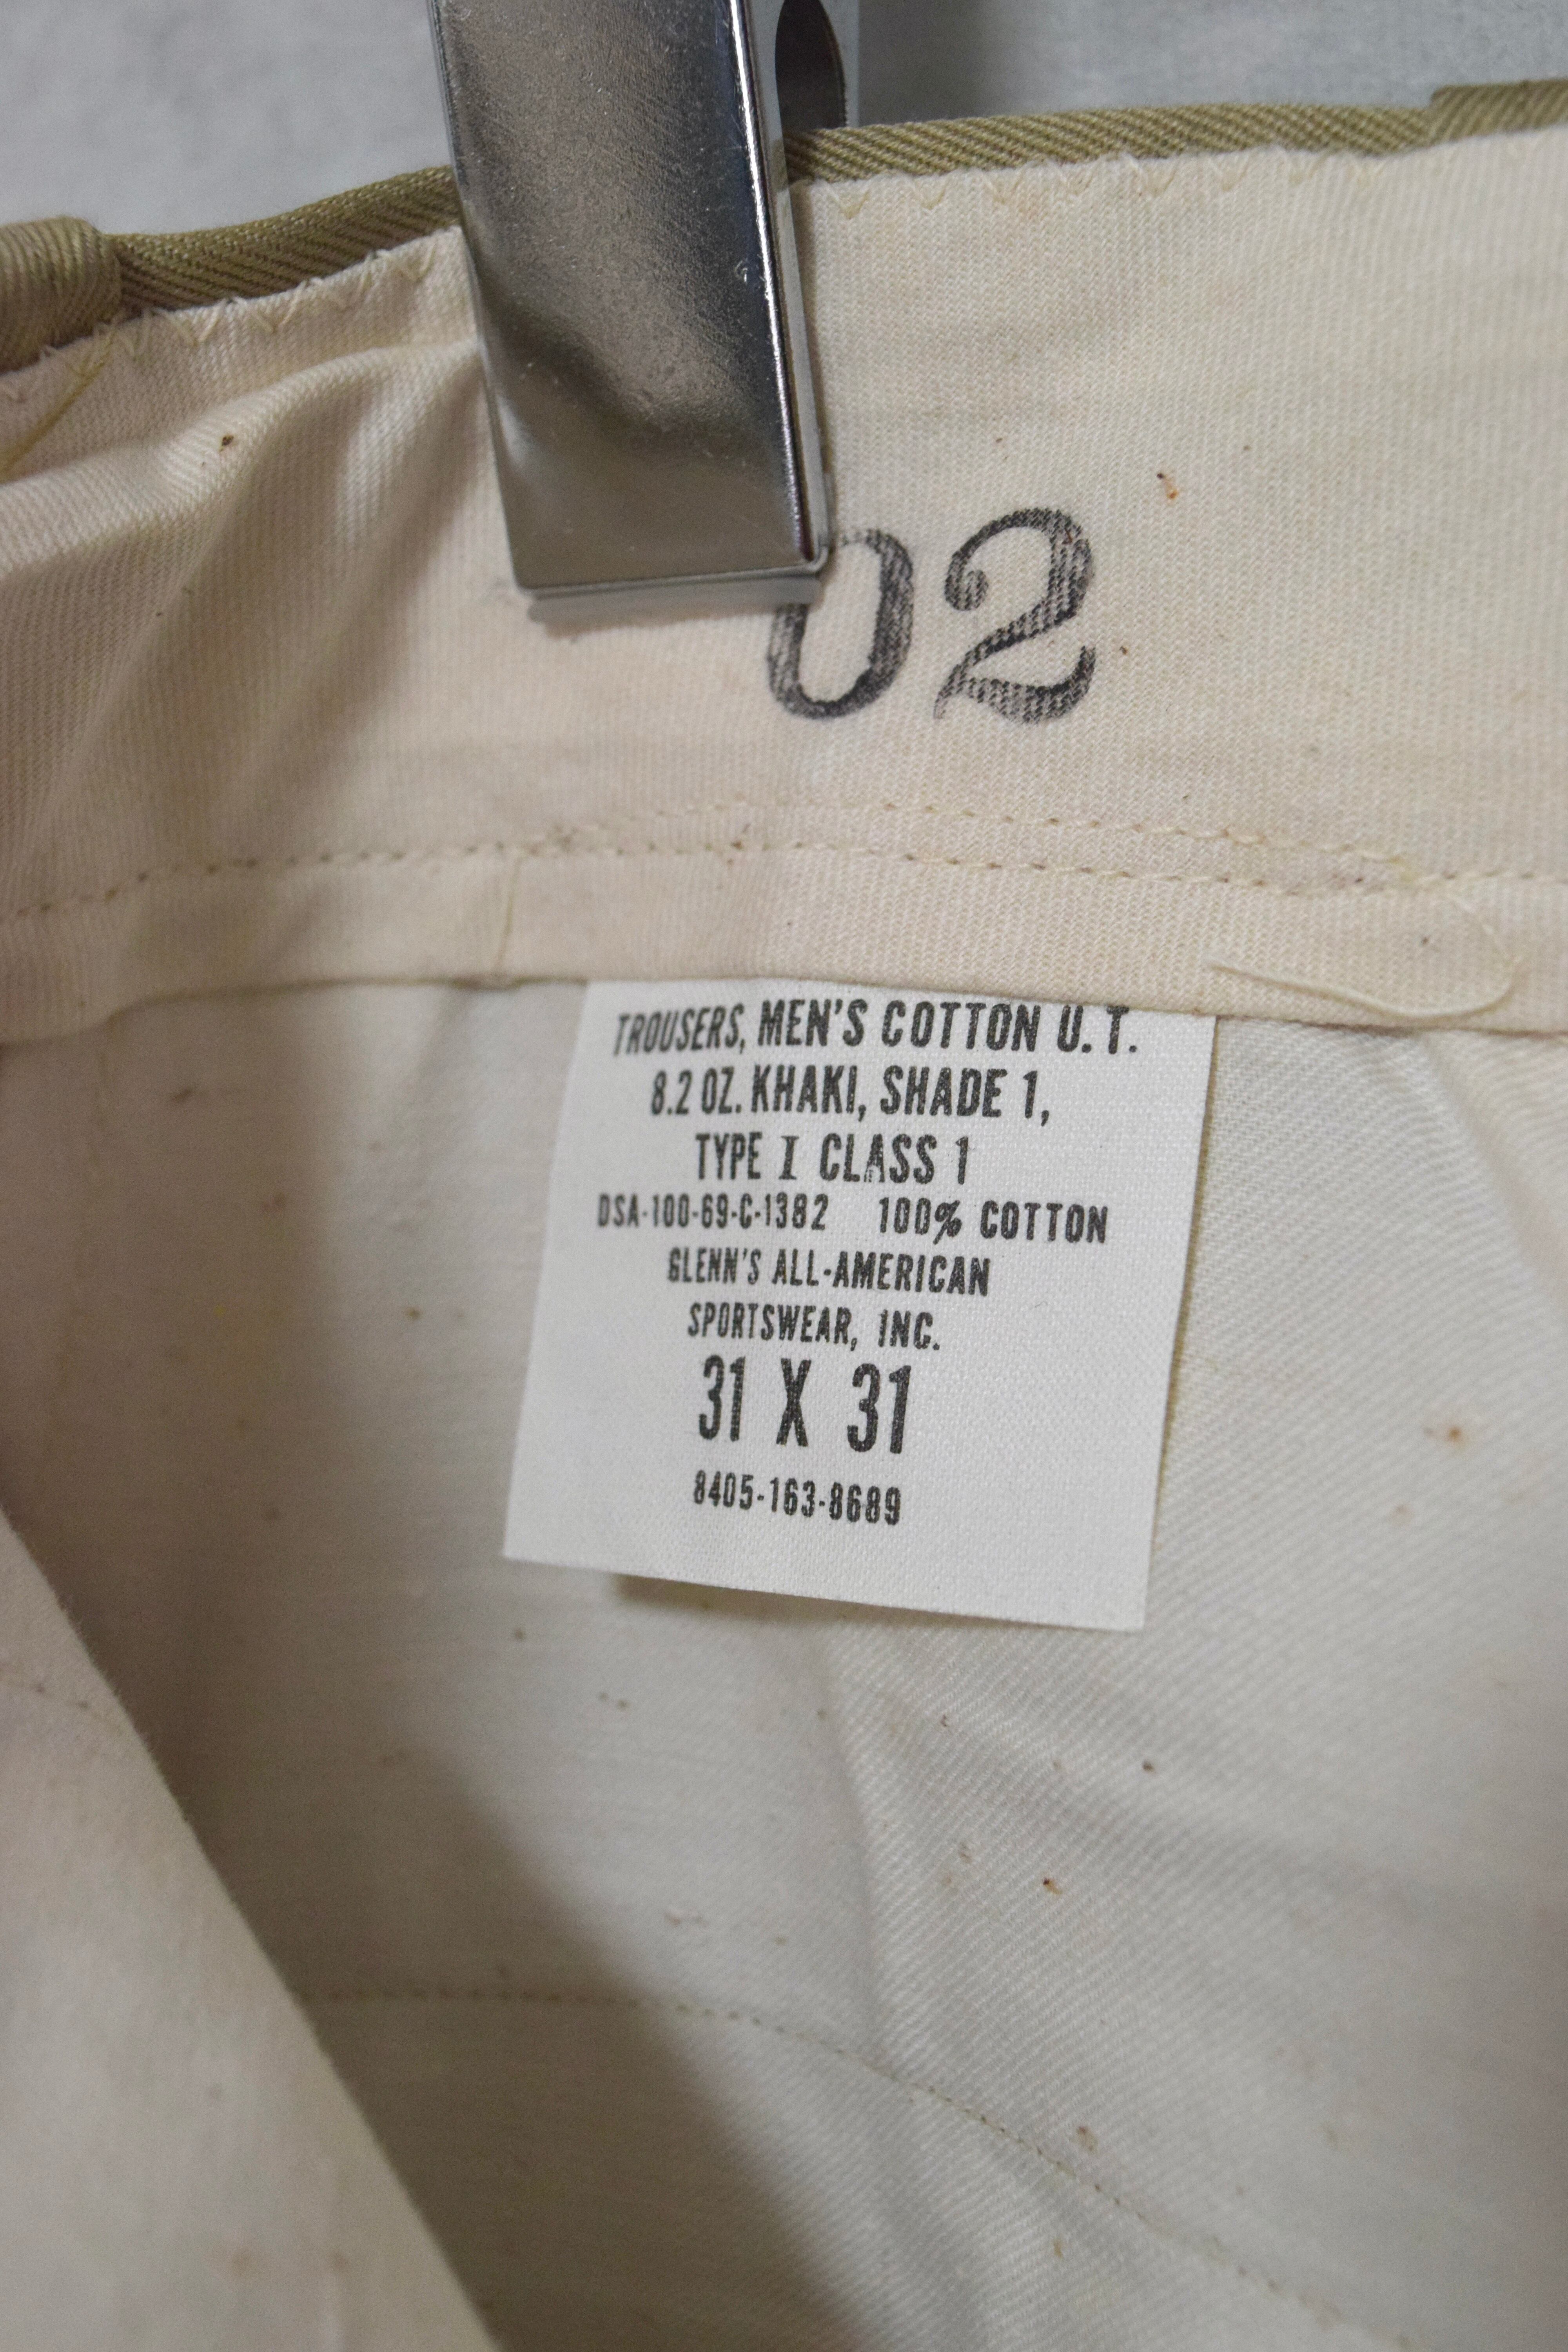 02
TROUSERS, MEN'S COTTON U.T.
8.2 OZ. KHAKI, SHADE 1,
TYPE I CLASS 1
DSA-100-69-C-1382 100% COTTON
GLENN'S ALL-AMERICAN
SPORTSWEAR, INC.
31 X 31
8405-163-8689